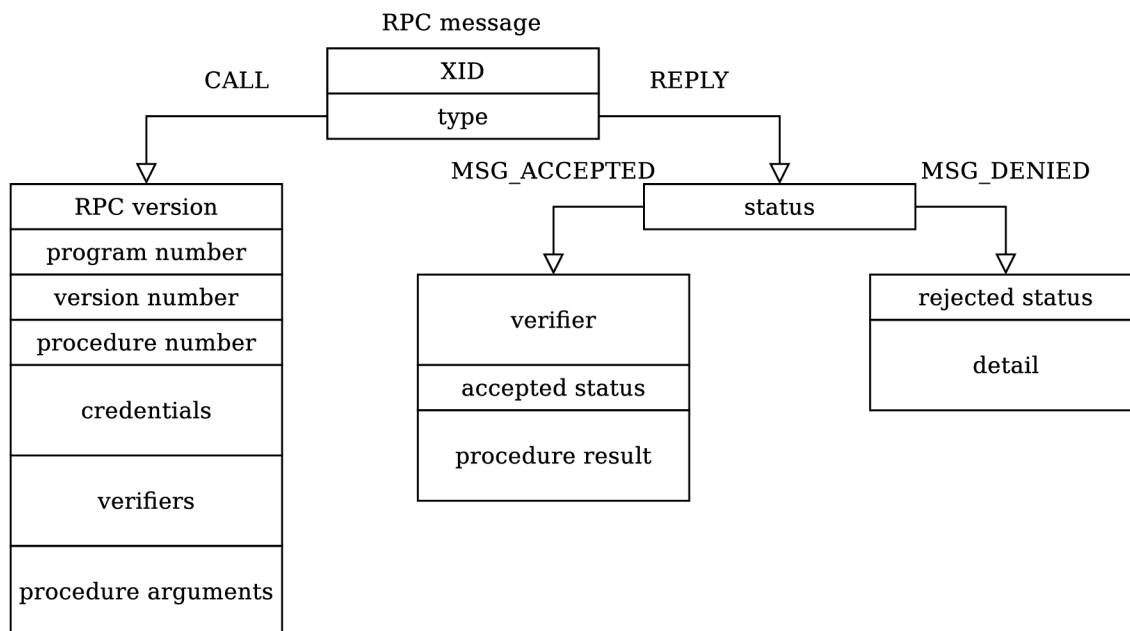 RPC message
XID
type
CALL
REPLY
RPC version
program number
version number
procedure number
credentials
verifiers
procedure arguments
status
MSG_ACCEPTED
MSG_DENIED
verifier
accepted status
procedure result
rejected status
detail